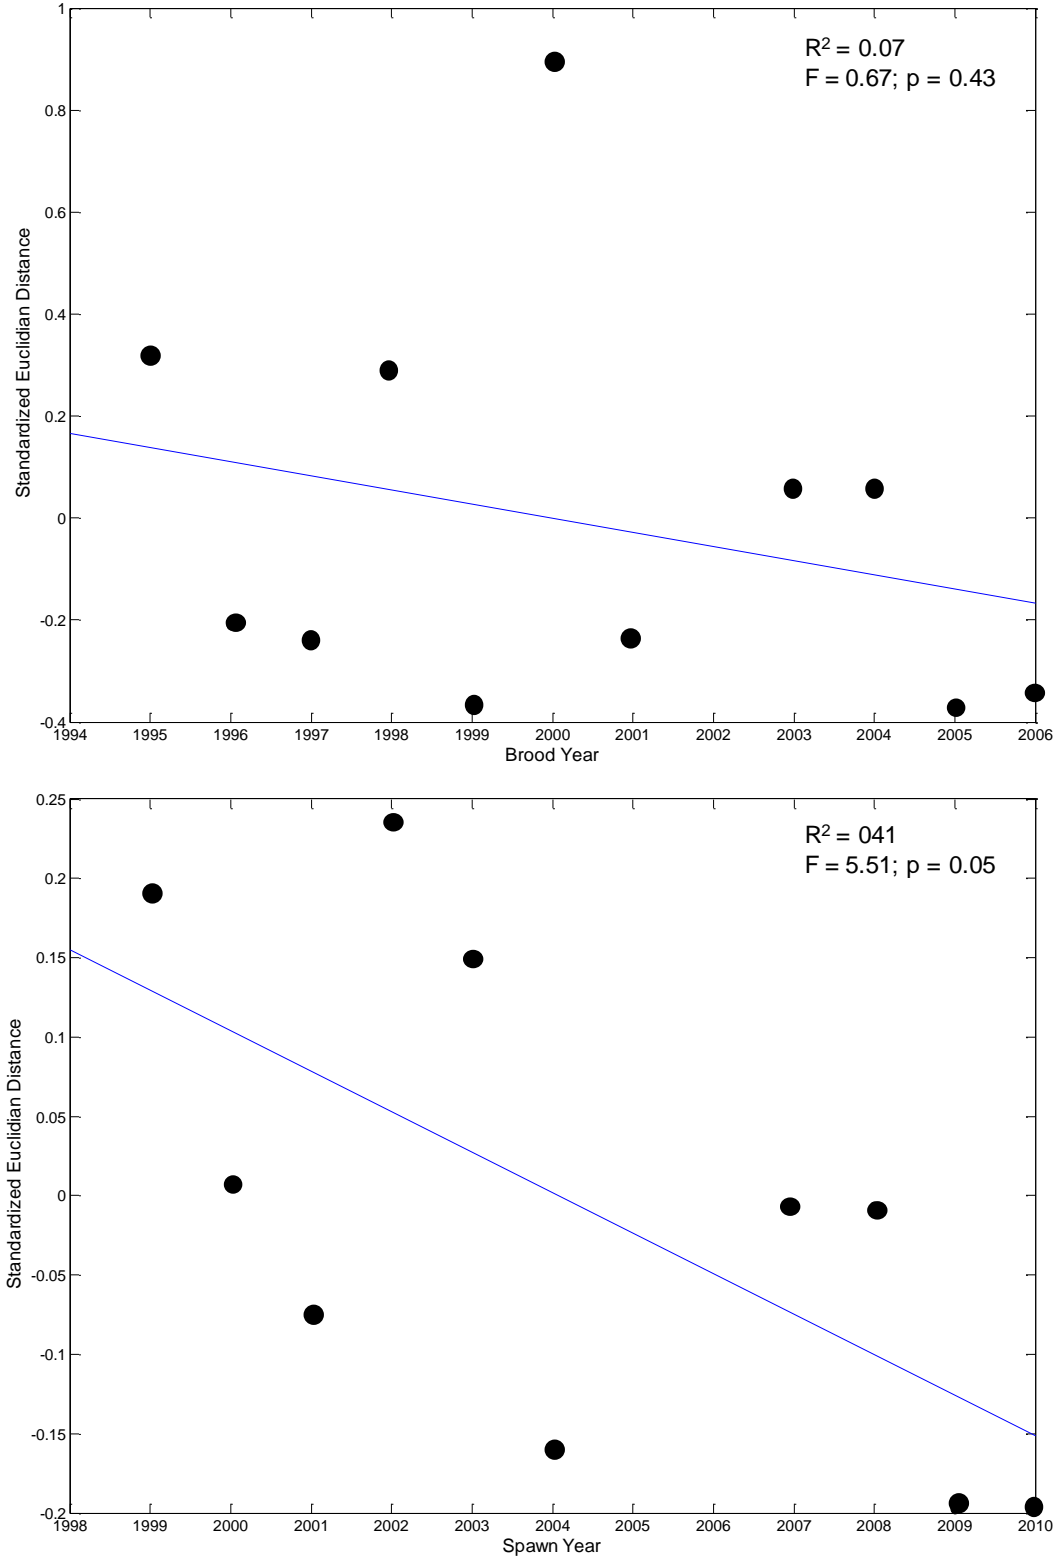 1
0.8
0.6
0.4
0.2
0
-0.2
-0.4
Standardized Euclidian Distance
R² = 0.07
F = 0.67; p = 0.43
1994 1995 1996 1997 1998 1999 2000 2001 2002 2003 2004 2005 2006
Brood Year
0.25
0.2
0.15
0.1
0.05
0
-0.05
-0.1
-0.15
-0.2
Standardized Euclidian Distance
R² = 041
F = 5.51; p = 0.05
1998 1999 2000 2001 2002 2003 2004 2005 2006 2007 2008 2009 2010
Spawn Year